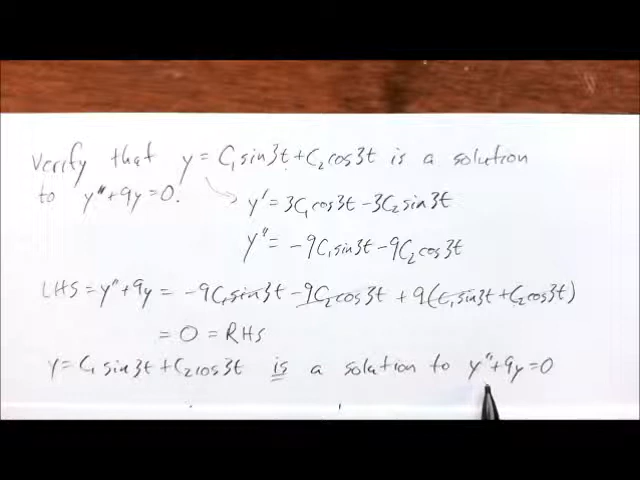 Verify that y = C₁sin3t + C₂cos3t is a solution
to y″+9y=0.
y′ = 3C₁cos3t - 3C₂sin3t
y″ = -9C₁sin3t - 9C₂cos3t
LHS = y″+9y = -9C₁sin3t - 9C₂cos3t + 9(C₁sin3t + C₂cos3t)
= 0 = RHS
y = C₁sin3t + C₂cos3t is a solution to y″+9y=0